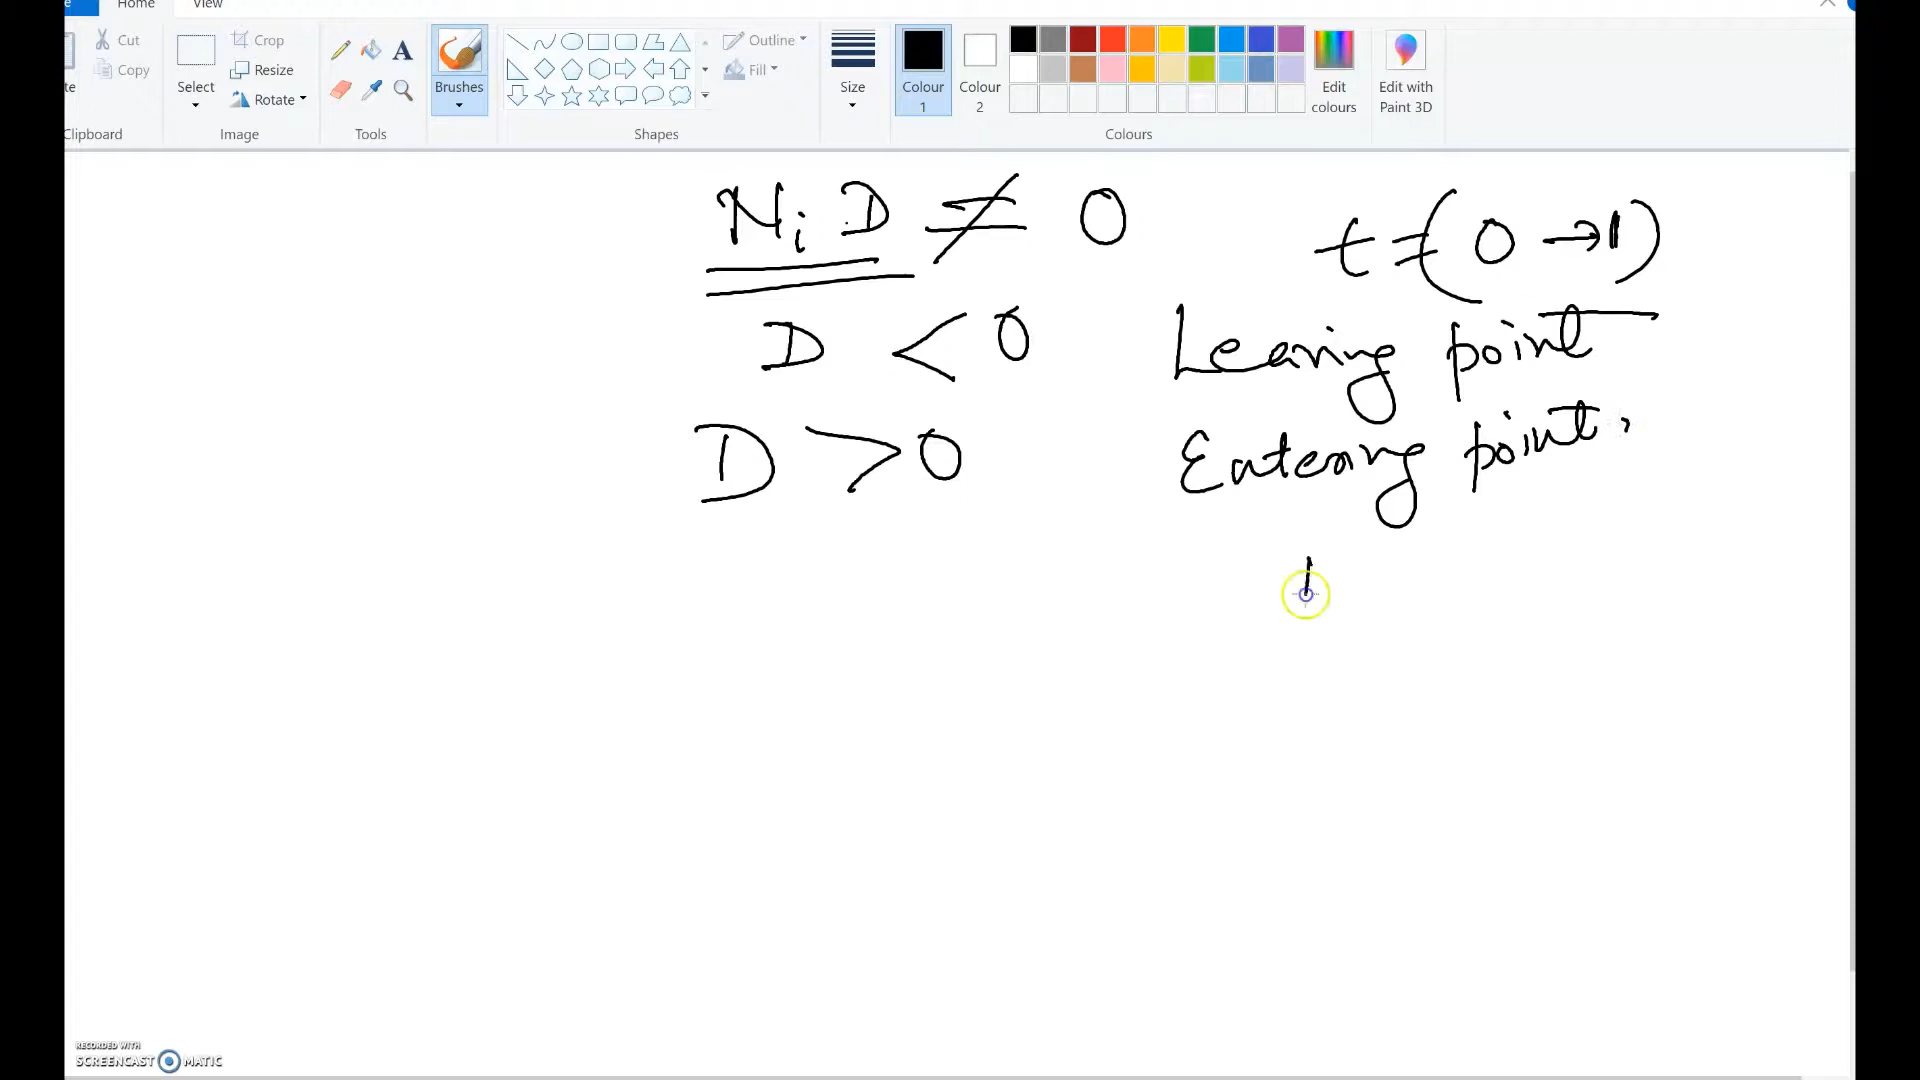 Home View
Cut
Copy
Clipboard
Select
Crop
Resize
Rotate
Image
Tools
Brushes
Shapes
Outline
Fill
Size
Colour 1
Colour 2
Colours
Edit colours
Edit with Paint 3D
Ni . D ≠ 0
t = (0 → 1)
D < 0 Leaving point
D > 0 Entering point.
RECORDED WITH
SCREENCAST MATIC